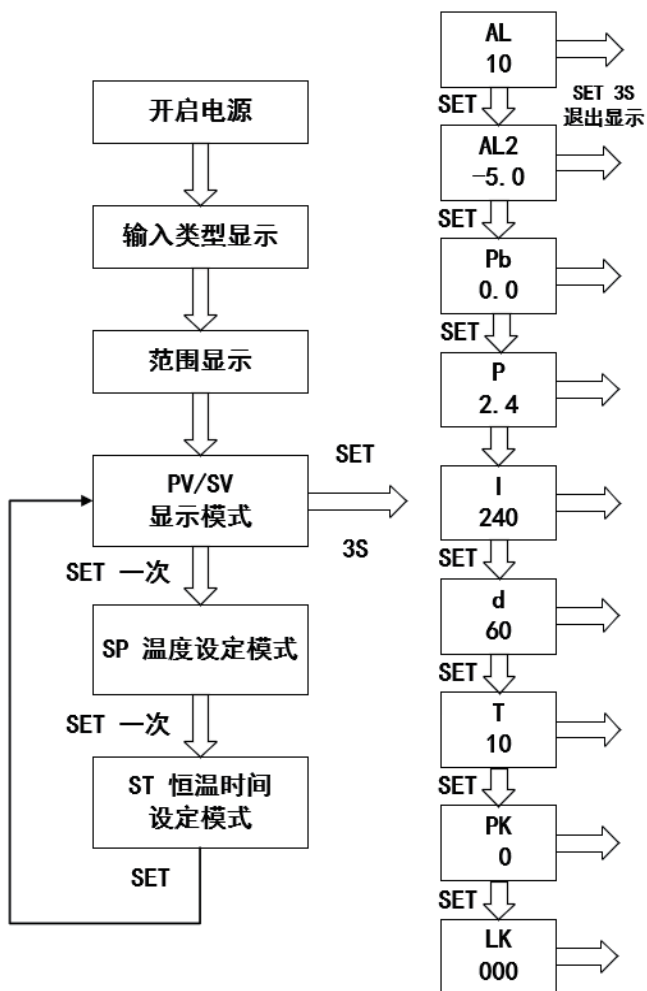 开启电源
输入类型显示
范围显示
PV/SV
显示模式
SET
3S
SET 一次
SP 温度设定模式
SET 一次
ST 恒温时间
设定模式
SET
AL
10
SET 3S
退出显示
SET
AL2
-5.0
SET
Pb
0.0
SET
P
2.4
I
240
SET
d
60
SET
T
10
SET
PK
0
SET
LK
000